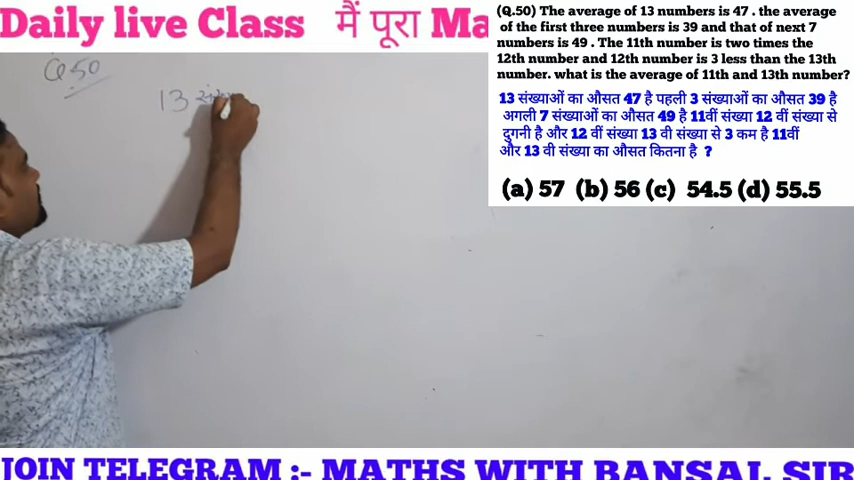 Daily live Class मैं पूरा Ma
(Q.50) The average of 13 numbers is 47 . the average
of the first three numbers is 39 and that of next 7
numbers is 49 . The 11th number is two times the
12th number and 12th number is 3 less than the 13th
number. what is the average of 11th and 13th number?
13 संख्याओं का औसत 47 है पहली 3 संख्याओं का औसत 39 है
अगली 7 संख्याओं का औसत 49 है 11वीं संख्या 12 वीं संख्या से
दुगनी है और 12 वीं संख्या 13 वी संख्या से 3 कम है 11वीं
और 13 वी संख्या का औसत कितना है ?
(a) 57 (b) 56 (c) 54.5 (d) 55.5
Q 50
13
JOIN TELEGRAM :- MATHS WITH BANSAL SIR